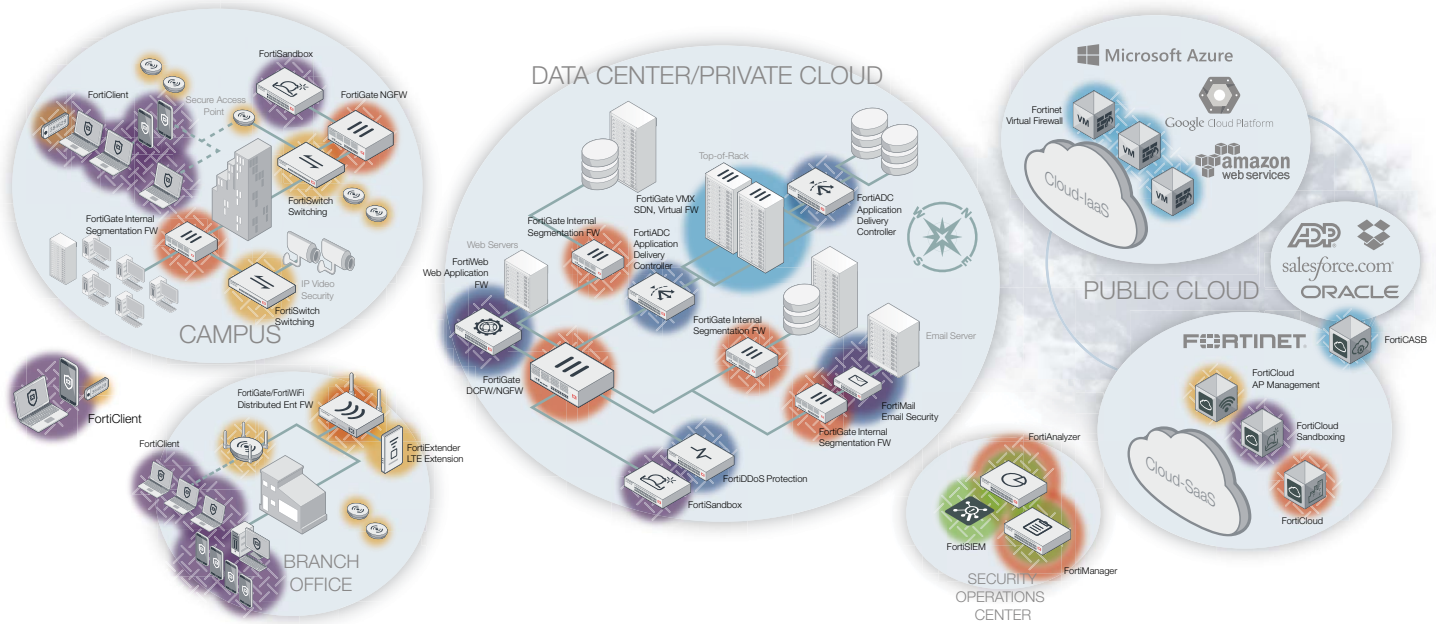 FortiSandbox
FortiClient
Secure Access
Point
FortiGate NGFW
FortiSwitch
Switching
FortiGate Internal
Segmentation FW
IP Video
Security
FortiSwitch
Switching
CAMPUS
FortiClient
FortiGate/FortiWiFi
Distributed Ent FW
FortiClient
FortiExtender
LTE Extension
BRANCH
OFFICE
DATA CENTER/PRIVATE CLOUD
Top-of-Rack
FortiGate VMX
SDN, Virtual FW
FortiADC
Application
Delivery
Controller
FortiGate Internal
Segmentation FW
FortiADC
Application
Delivery
Controller
Web Servers
FortiWeb
Web Application
FW
FortiGate Internal
Segmentation FW
Email Server
FortiGate
DCFW/NGFW
FortiMail
Email Security
FortiGate Internal
Segmentation FW
FortiDDoS Protection
FortiSandbox
N
E
S
W
FortiAnalyzer
FortiSIEM
FortiManager
SECURITY
OPERATIONS
CENTER
Microsoft Azure
Fortinet
Virtual Firewall
VM
VM
VM
Google Cloud Platform
amazon
web services
Cloud-IaaS
PUBLIC CLOUD
ADP
salesforce.com
ORACLE
FORTINET
FortiCASB
FortiCloud
AP Management
FortiCloud
Sandboxing
Cloud-SaaS
FortiCloud